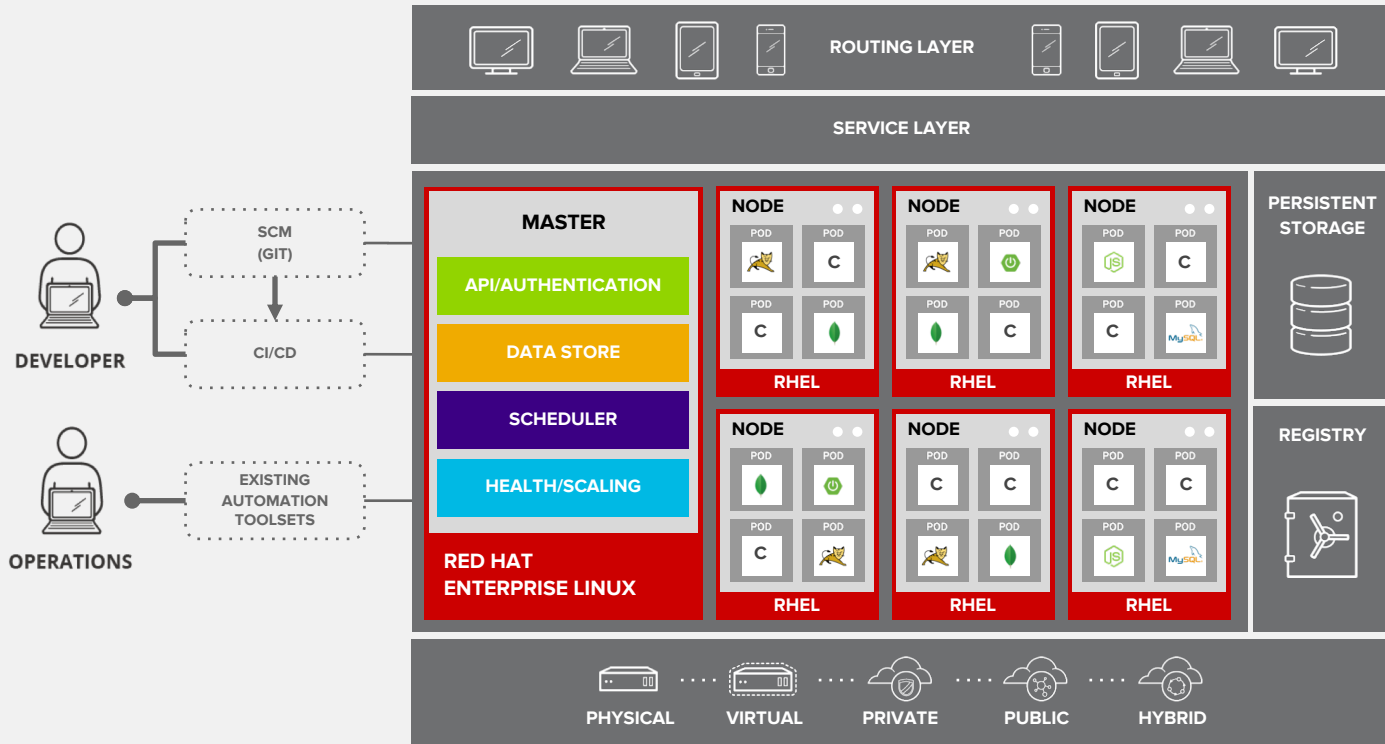 ROUTING LAYER
SERVICE LAYER
DEVELOPER
SCM
(GIT)
CI/CD
OPERATIONS
EXISTING
AUTOMATION
TOOLSETS
MASTER
API/AUTHENTICATION
DATA STORE
SCHEDULER
HEALTH/SCALING
RED HAT
ENTERPRISE LINUX
NODE
POD
POD
C
POD
POD
C
RHEL
NODE
POD
POD
POD
POD
C
RHEL
NODE
POD
POD
JS
C
POD
POD
C
MySQL
RHEL
NODE
POD
POD
POD
POD
C
RHEL
NODE
POD
POD
C
C
POD
POD
RHEL
NODE
POD
POD
C
C
POD
POD
JS
MySQL
RHEL
PERSISTENT
STORAGE
REGISTRY
PHYSICAL
VIRTUAL
PRIVATE
PUBLIC
HYBRID